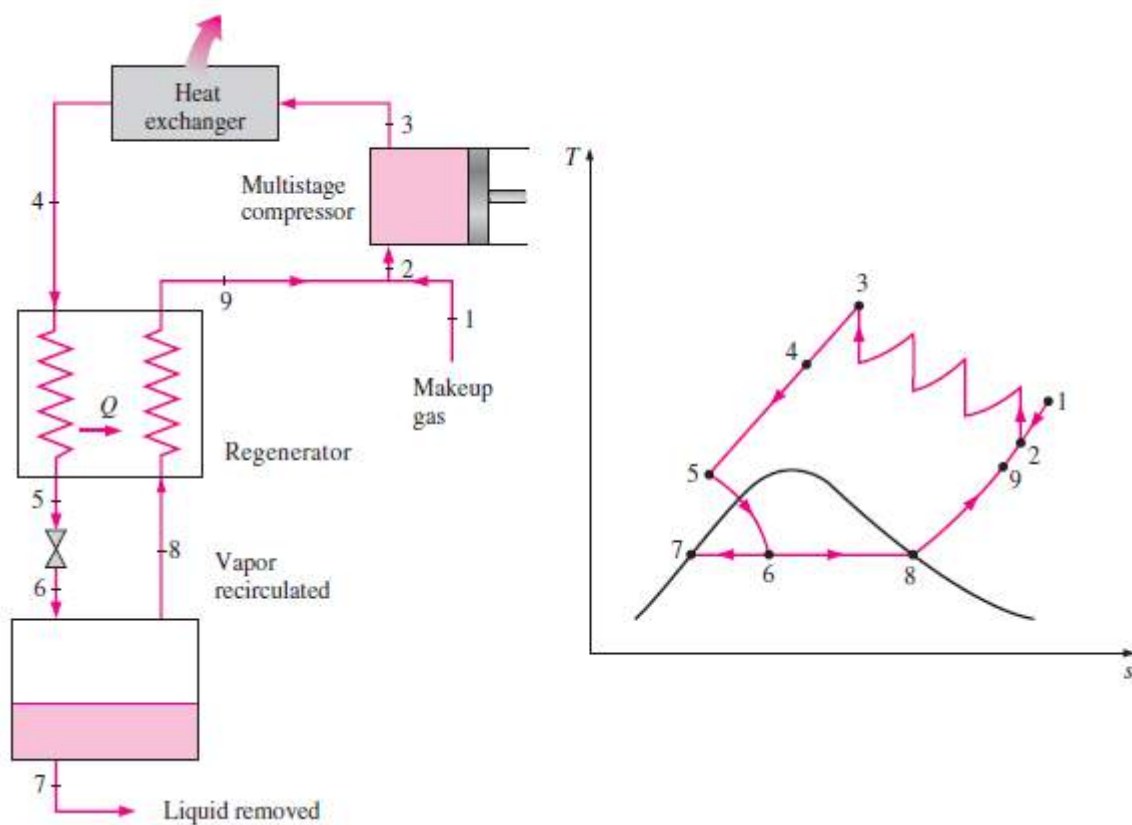 Heat
exchanger
3
Multistage
compressor
4
2
9
1
Makeup
gas
Q
Regenerator
5
8
Vapor
recirculated
6
7
Liquid removed
T
3
4
1
2
9
5
7
6
8
s